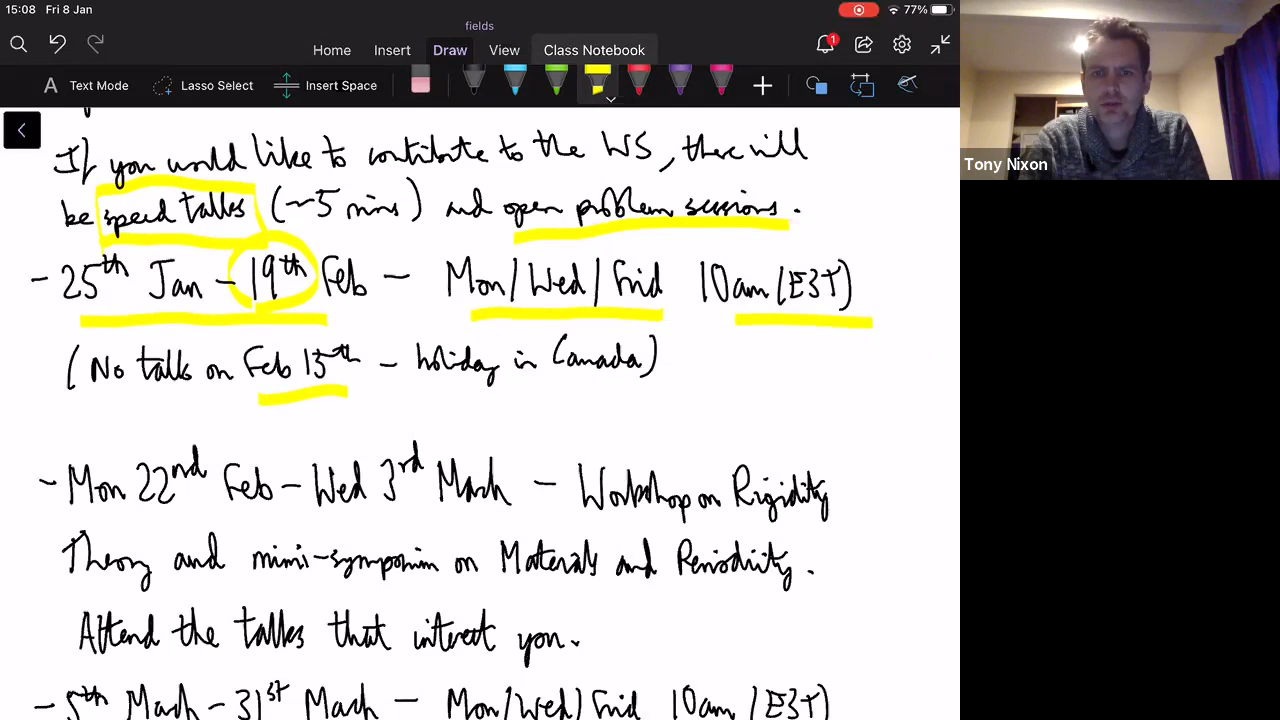 15:08 Fri 8 Jan
77%
fields
Home Insert Draw View Class Notebook
1
A Text Mode Lasso Select Insert Space
If you would like to contribute to the WS, there will
be speed talks (~5 mins) and open problem sessions.
- 25th Jan - 19th Feb - Mon/Wed/Frid 10am (EST)
(No talks on Feb 15th - holiday in Canada)
- Mon 22nd Feb - Wed 3rd March - Workshop on Rigidity
Theory and mimi-symposium on Materials and Periodicity.
Attend the talks that interest you.
- 5th March - 31st March - Mon/Wed/Frid 10am (EST)
Tony Nixon